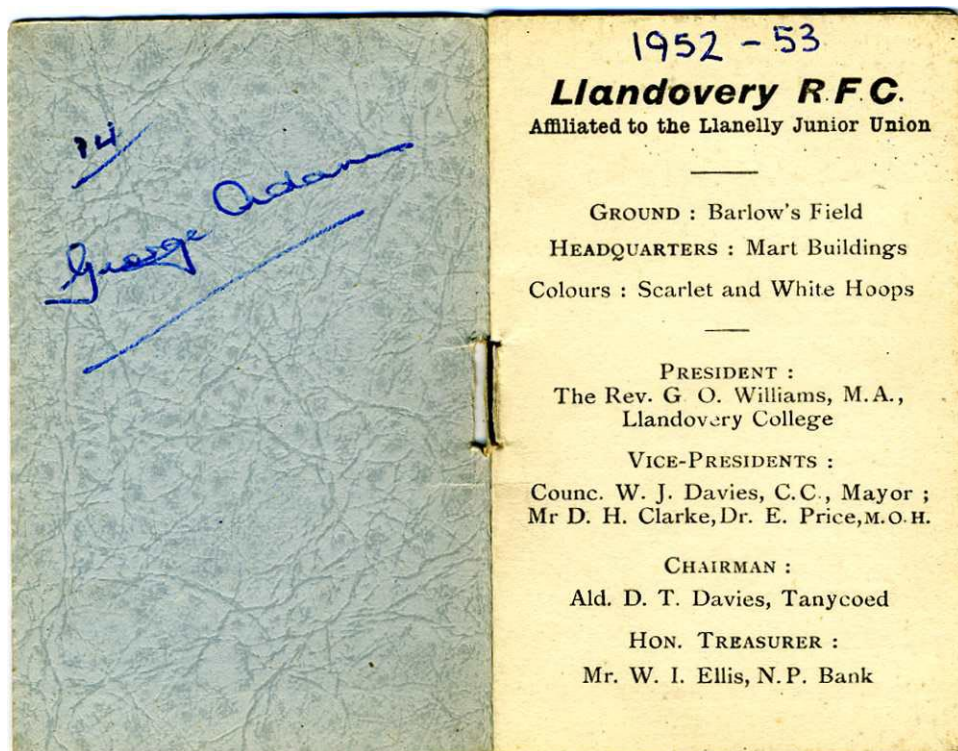 14
George Adam
1952 - 53
Llandovery R.F.C.
Affiliated to the Llanelly Junior Union
GROUND : Barlow's Field
HEADQUARTERS : Mart Buildings
Colours : Scarlet and White Hoops
PRESIDENT :
The Rev. G O. Williams, M.A.,
Llandovery College
VICE-PRESIDENTS :
Counc. W. J. Davies, C.C., Mayor ;
Mr D. H. Clarke, Dr. E. Price, M.O.H.
CHAIRMAN :
Ald. D. T. Davies, Tanycoed
HON. TREASURER :
Mr. W. I. Ellis, N.P. Bank